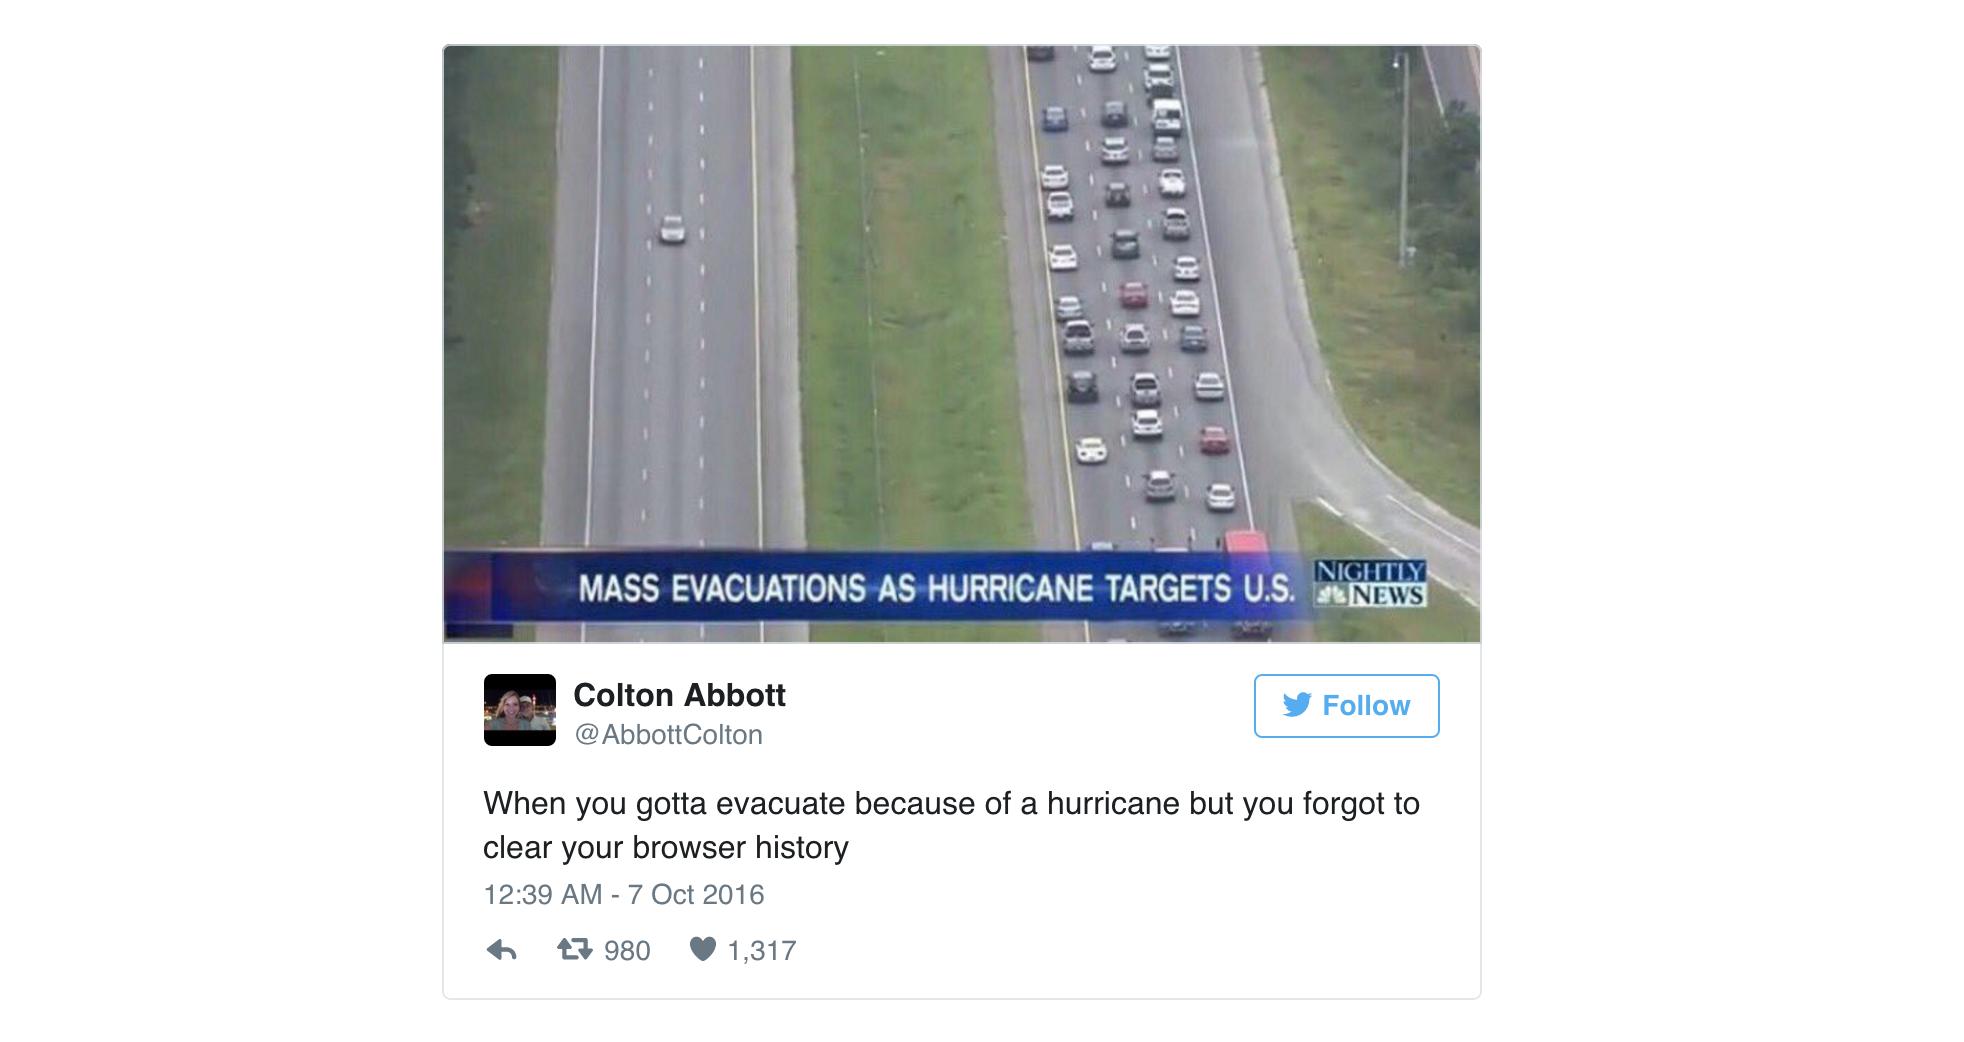 MASS EVACUATIONS AS HURRICANE TARGETS U.S.
NIGHTLY
NEWS
Colton Abbott
@AbbottColton
Follow
When you gotta evacuate because of a hurricane but you forgot to
clear your browser history
12:39 AM - 7 Oct 2016
980 1,317